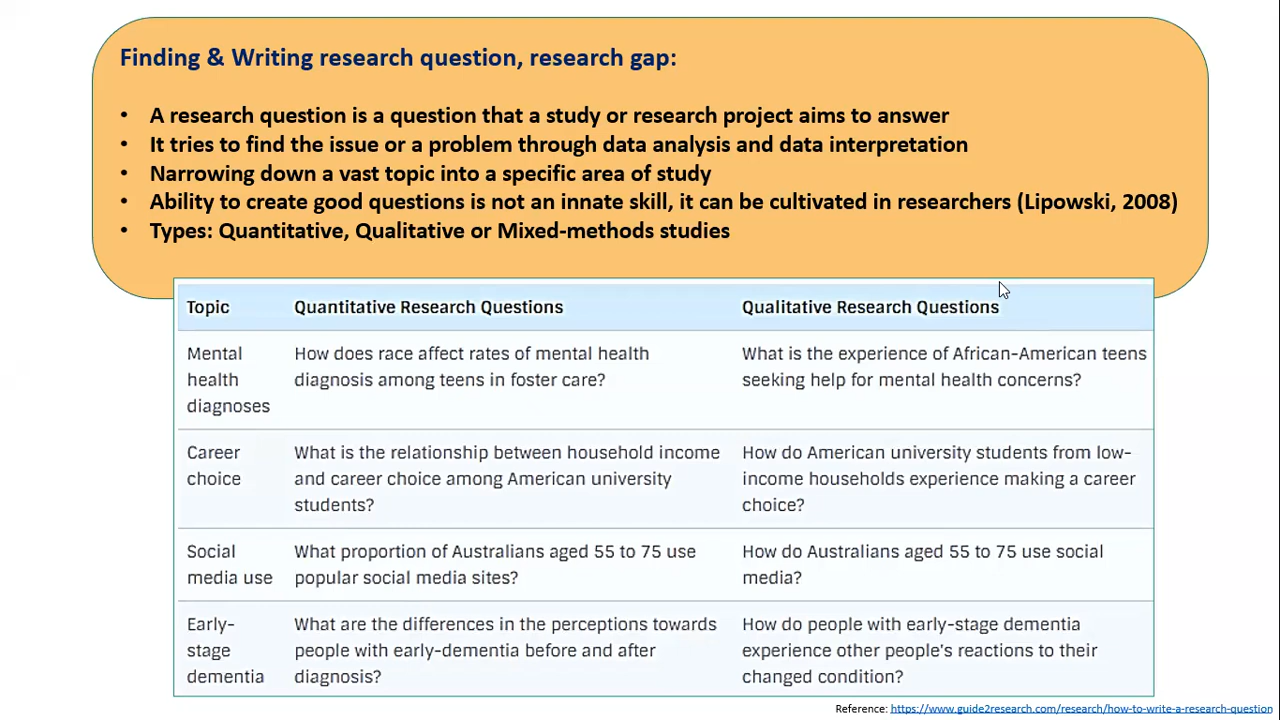 Finding & Writing research question, research gap:
• A research question is a question that a study or research project aims to answer
• It tries to find the issue or a problem through data analysis and data interpretation
• Narrowing down a vast topic into a specific area of study
• Ability to create good questions is not an innate skill, it can be cultivated in researchers (Lipowski, 2008)
• Types: Quantitative, Qualitative or Mixed-methods studies
Topic
Quantitative Research Questions
Qualitative Research Questions
Mental
health
diagnoses
How does race affect rates of mental health
diagnosis among teens in foster care?
What is the experience of African-American teens
seeking help for mental health concerns?
Career
choice
What is the relationship between household income
and career choice among American university
students?
How do American university students from low-
income households experience making a career
choice?
Social
media use
What proportion of Australians aged 55 to 75 use
popular social media sites?
How do Australians aged 55 to 75 use social
media?
Early-
stage
dementia
What are the differences in the perceptions towards
people with early-dementia before and after
diagnosis?
How do people with early-stage dementia
experience other people's reactions to their
changed condition?
Reference: https://www.guide2research.com/research/how-to-write-a-research-question